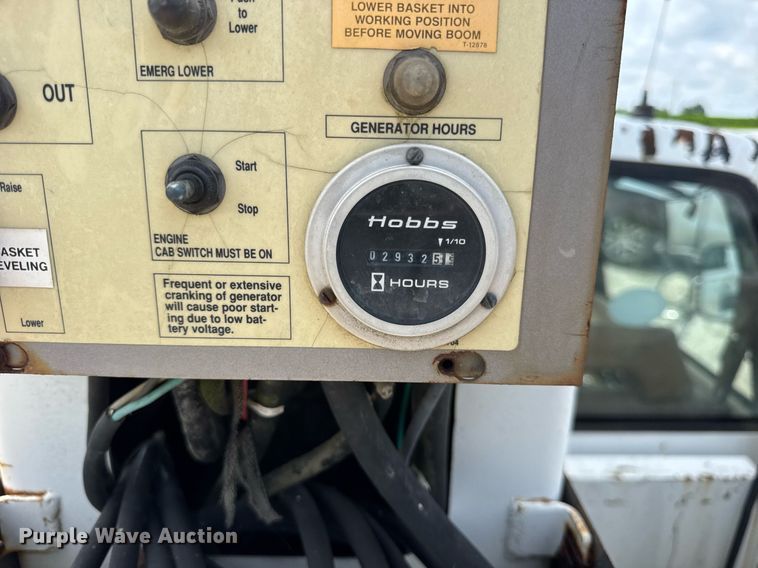 Push
to
Lower
EMERG LOWER
OUT
LOWER BASKET INTO
WORKING POSITION
BEFORE MOVING BOOM
T-12878
GENERATOR HOURS
Start
Stop
ENGINE
CAB SWITCH MUST BE ON
Raise
BASKET
LEVELING
Lower
Frequent or extensive
cranking of generator
will cause poor start-
ing due to low bat-
tery voltage.
Hobbs
1/10
02932
HOURS
Purple Wave Auction